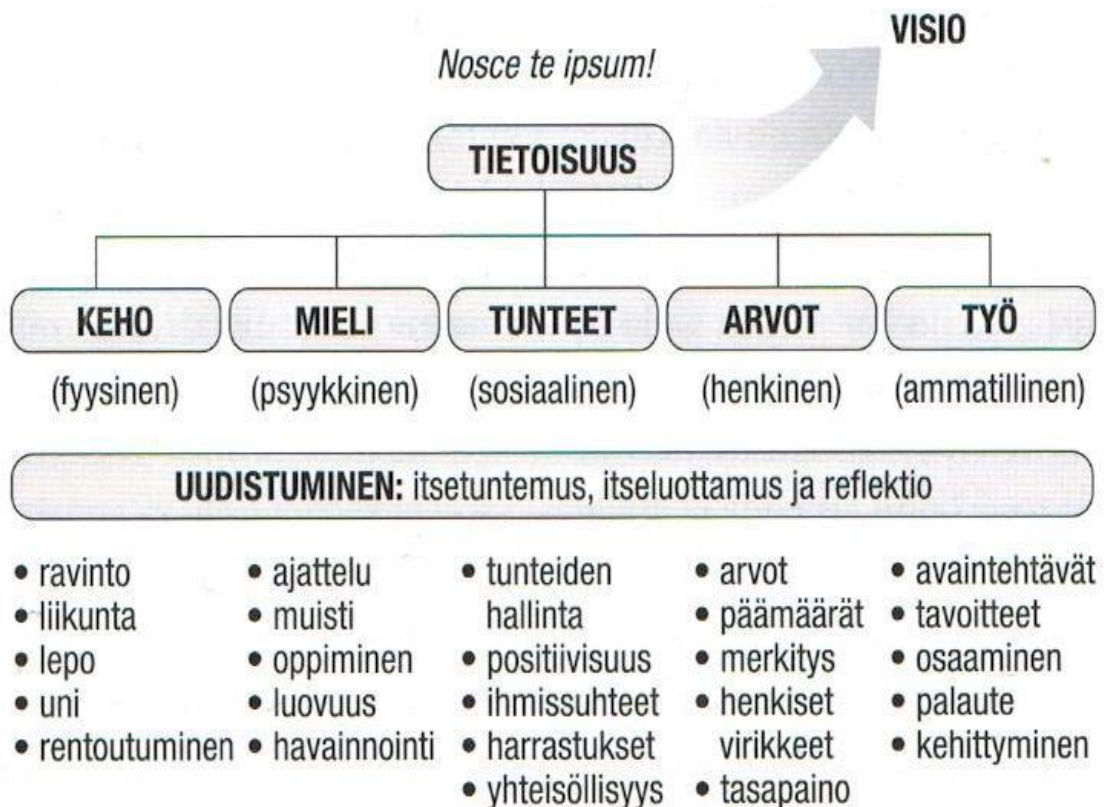 VISIO
Nosce te ipsum!
TIETOISUUS
KEHO
MIELI
TUNTEET
ARVOT
TYÖ
(fyysinen)
(psyykkinen)
(sosiaalinen)
(henkinen)
(ammatillinen)
UUDISTUMINEN: itsetuntemus, itseluottamus ja reflektio
• ravinto
• liikunta
• lepo
• uni
• rentoutuminen
• ajattelu
• muisti
• oppiminen
• luovuus
• havainnointi
• tunteiden
hallinta
• positiivisuus
• ihmissuhteet
• harrastukset
• yhteisöllisyys
• arvot
• päämäärät
• merkitys
• henkiset
virikkeet
• tasapaino
• avaintehtävät
• tavoitteet
• osaaminen
• palaute
• kehittyminen